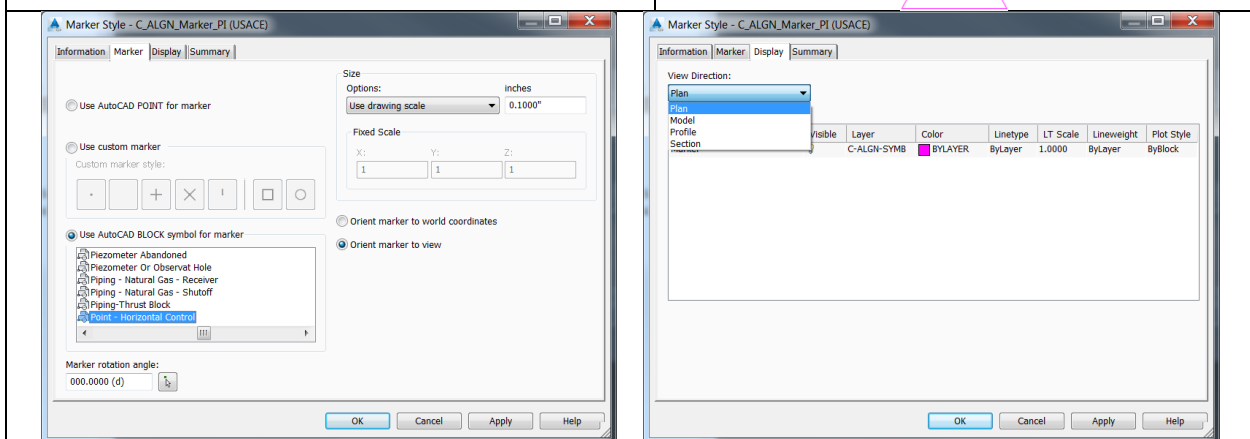 Marker Style - C_ALGN_Marker_PI (USACE)
Information Marker Display Summary
Use AutoCAD POINT for marker
Use custom marker
Custom marker style:
Use AutoCAD BLOCK symbol for marker
Piezometer Abandoned
Piezometer Or Observat Hole
Piping - Natural Gas - Receiver
Piping - Natural Gas - Shutoff
Piping-Thrust Block
Point - Horizontal Control
Marker rotation angle:
000.0000 (d)
Size
Options: inches
Use drawing scale 0.1000"
Fixed Scale
X: Y: Z:
1 1 1
Orient marker to world coordinates
Orient marker to view
OK Cancel Apply Help
Marker Style - C_ALGN_Marker_PI (USACE)
Information Marker Display Summary
View Direction:
Plan
Plan
Model
Profile
Section
Visible Layer Color Linetype LT Scale Lineweight Plot Style
C-ALGN-SYMB BYLAYER ByLayer 1.0000 ByLayer ByBlock
OK Cancel Apply Help